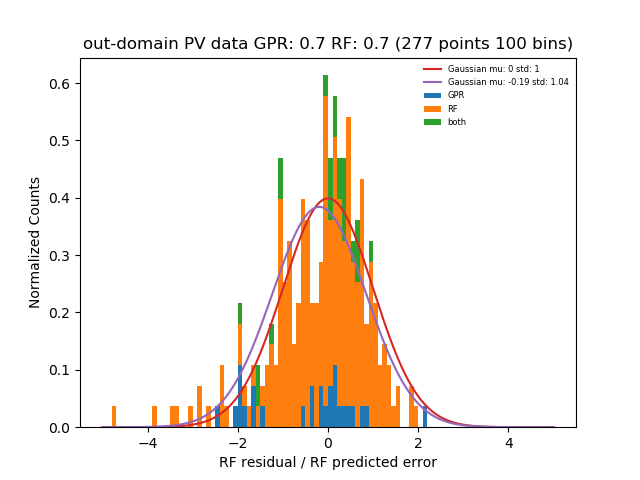 out-domain PV data GPR: 0.7 RF: 0.7 (277 points 100 bins)
Gaussian mu: 0 std: 1
Gaussian mu: -0.19 std: 1.04
GPR
RF
both
Normalized Counts
0.6
0.5
0.4
0.3
0.2
0.1
0.0
−4 −2 0 2 4
RF residual / RF predicted error